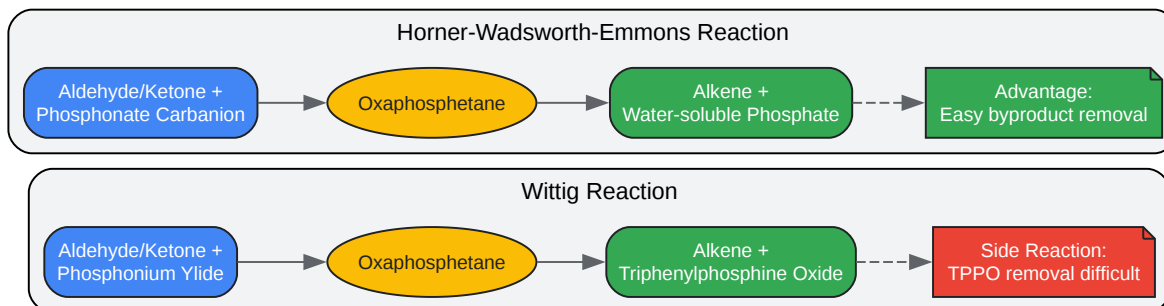 Horner-Wadsworth-Emmons Reaction
Aldehyde/Ketone +
Phosphonate Carbanion
Oxaphosphetane
Alkene +
Water-soluble Phosphate
Advantage:
Easy byproduct removal
Wittig Reaction
Aldehyde/Ketone +
Phosphonium Ylide
Oxaphosphetane
Alkene +
Triphenylphosphine Oxide
Side Reaction:
TPPO removal difficult